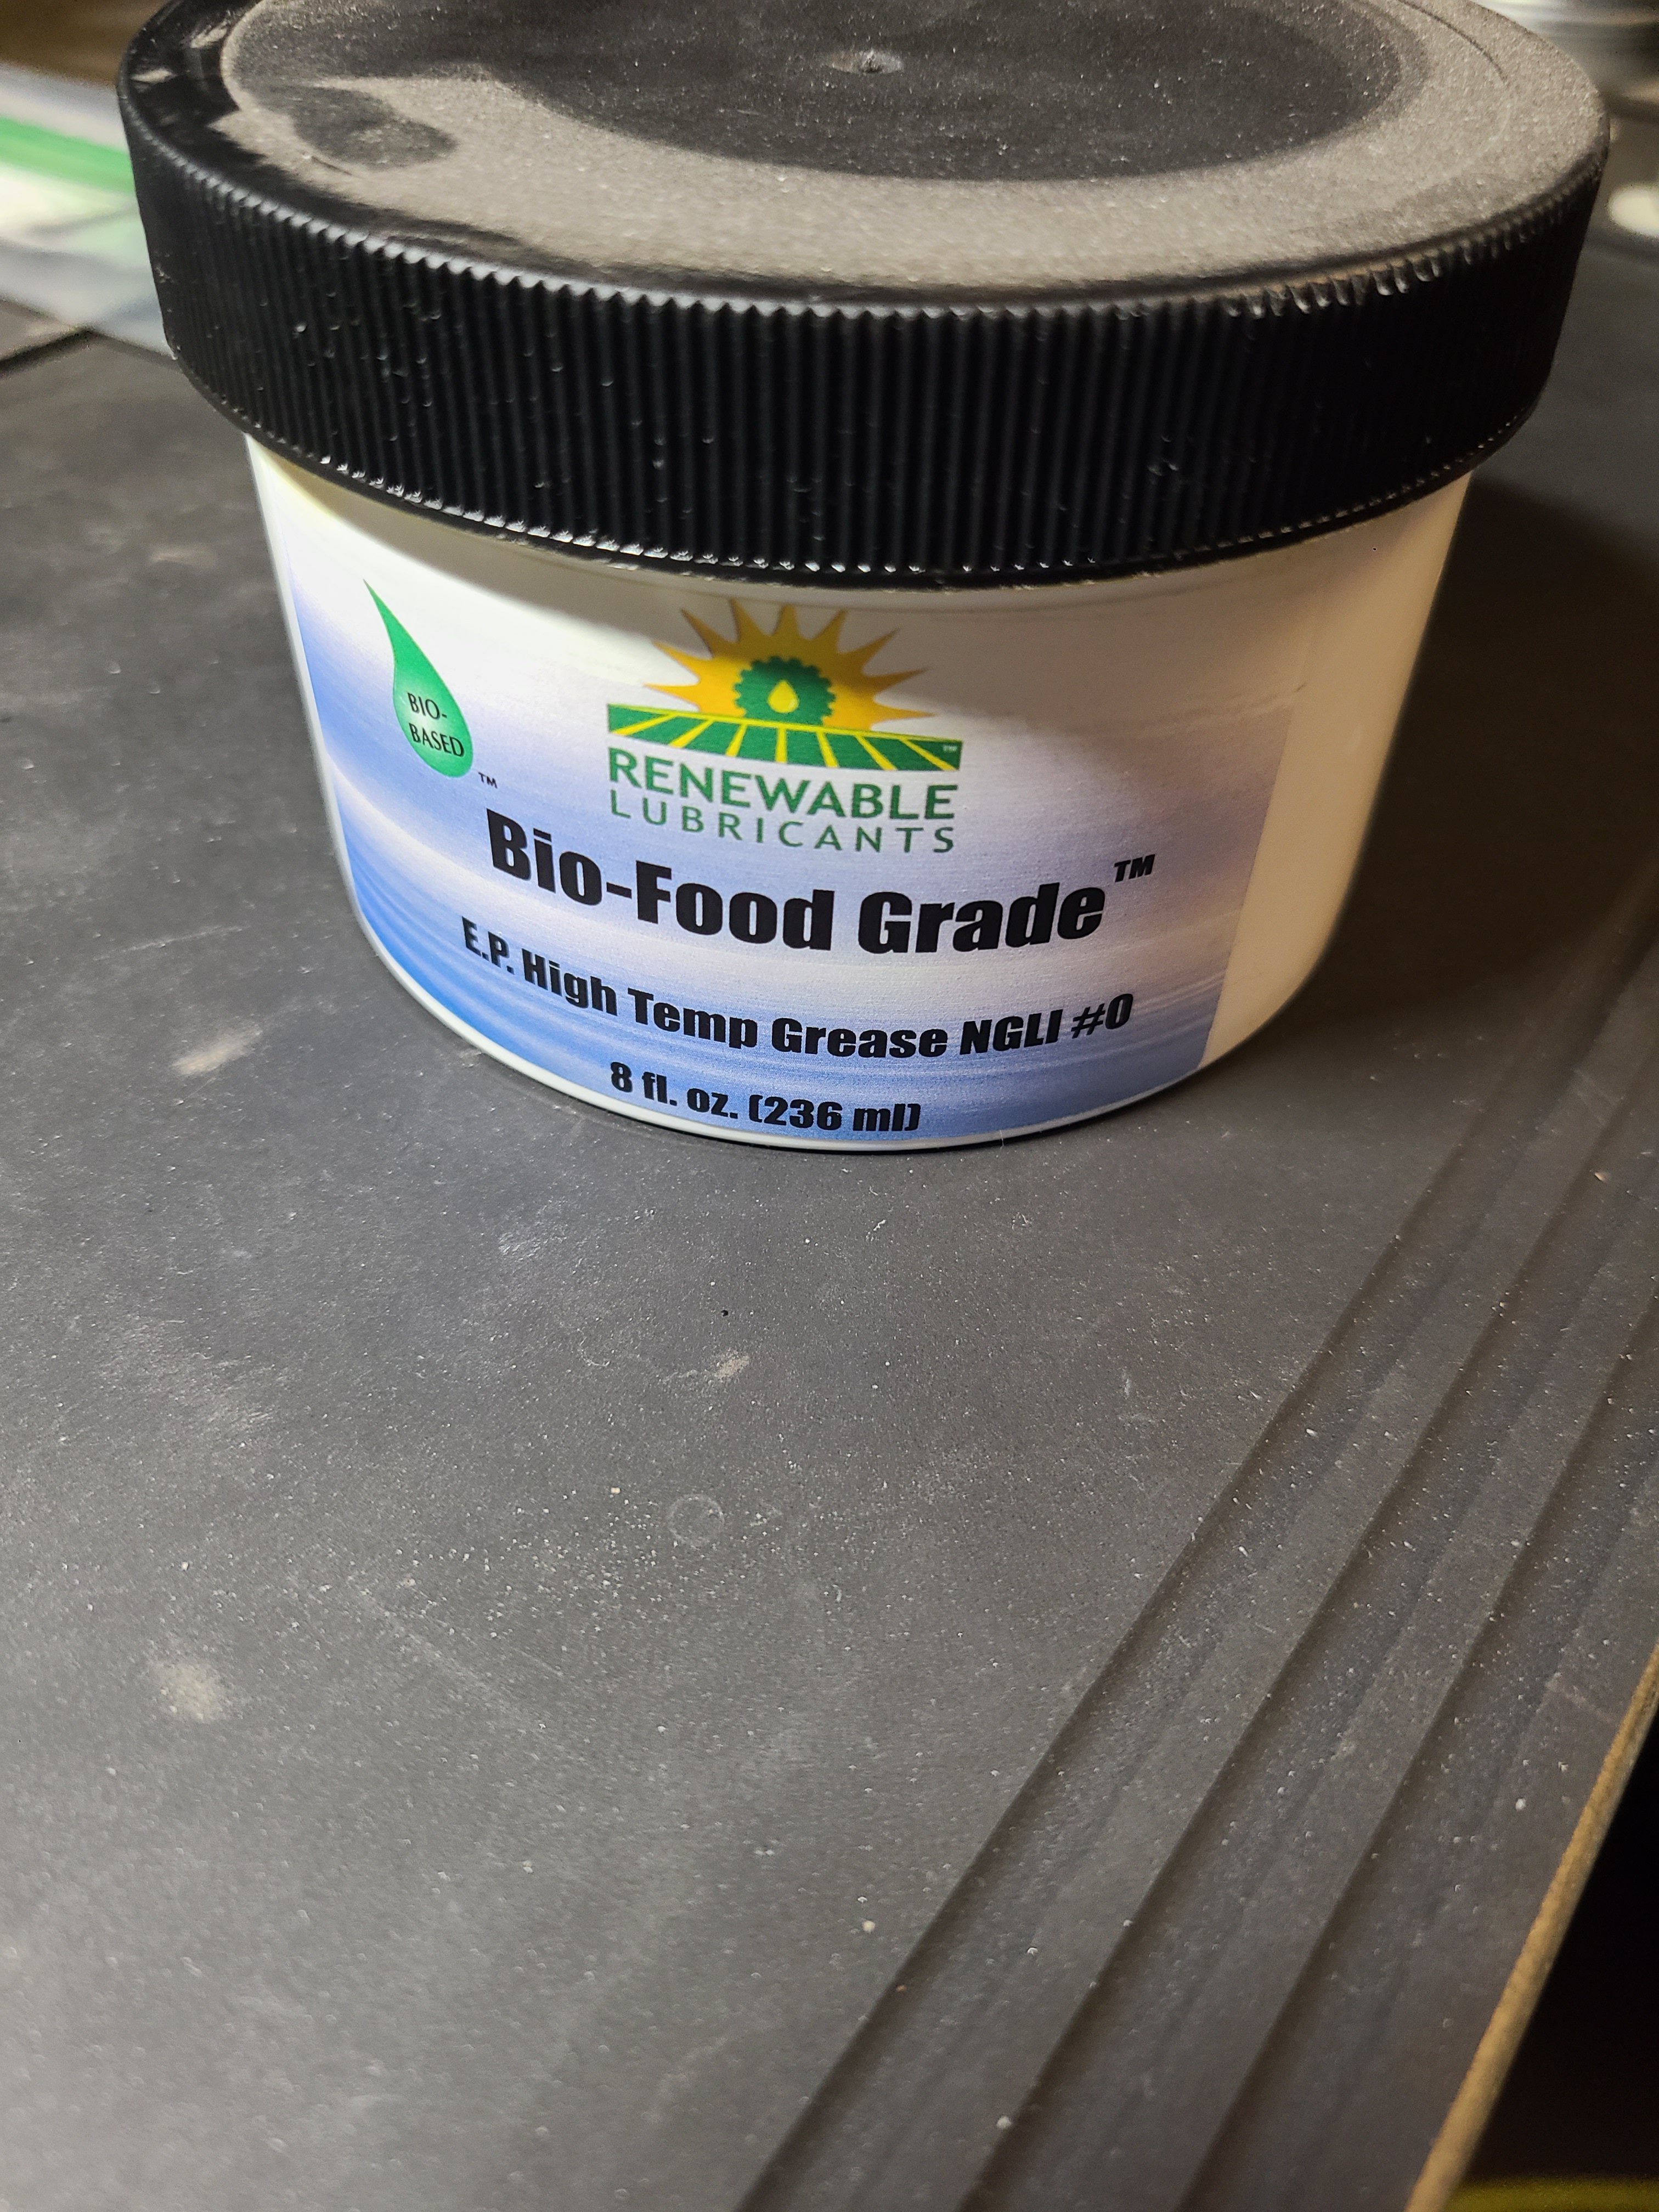 BIO-
BASED
™
™
RENEWABLE
LUBRICANTS
Bio-Food Grade™
E.P. High Temp Grease NGLI #0
8 fl. oz. (236 ml)